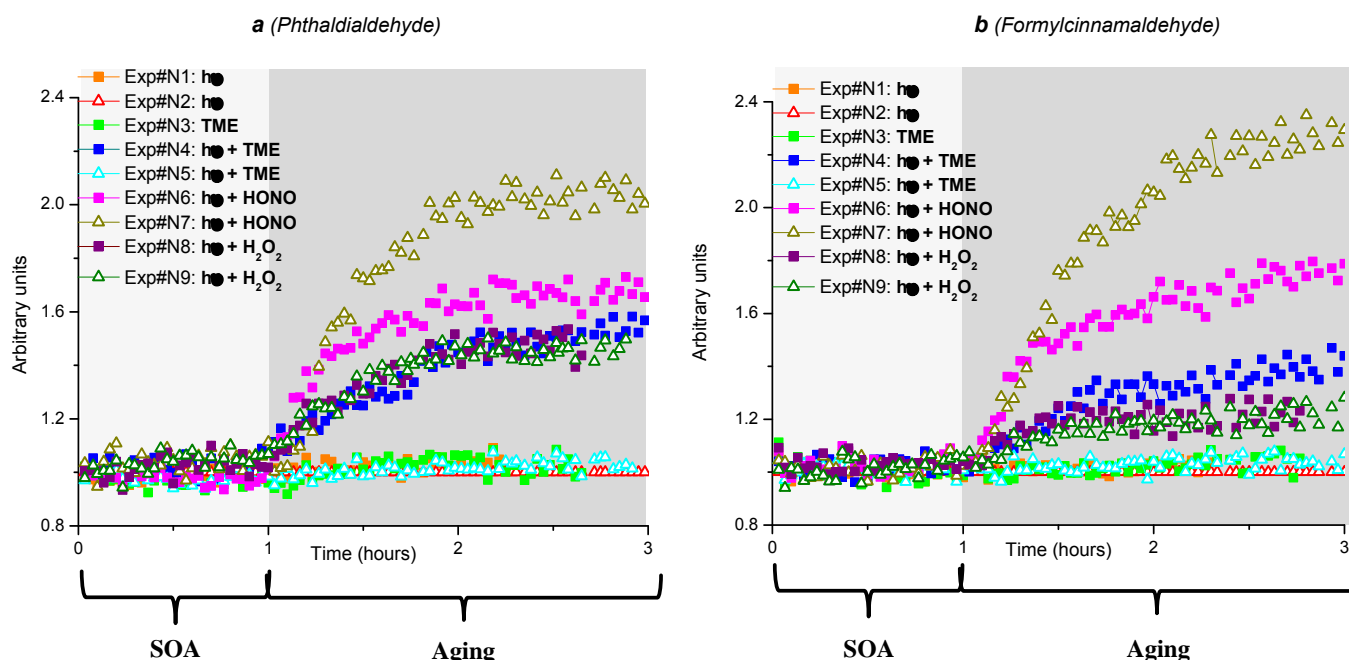 a (Phthaldialdehyde)
Exp#N1: h●
Exp#N2: h●
Exp#N3: TME
Exp#N4: h● + TME
Exp#N5: h● + TME
Exp#N6: h● + HONO
Exp#N7: h● + HONO
Exp#N8: h● + H₂O₂
Exp#N9: h● + H₂O₂
2.4
2.0
1.6
1.2
0.8
Arbitrary units
0 1 2 3
Time (hours)
SOA Aging
b (Formylcinnamaldehyde)
Exp#N1: h●
Exp#N2: h●
Exp#N3: TME
Exp#N4: h● + TME
Exp#N5: h● + TME
Exp#N6: h● + HONO
Exp#N7: h● + HONO
Exp#N8: h● + H₂O₂
Exp#N9: h● + H₂O₂
2.4
2.0
1.6
1.2
0.8
Arbitrary units
0 1 2 3
Time (hours)
SOA Aging